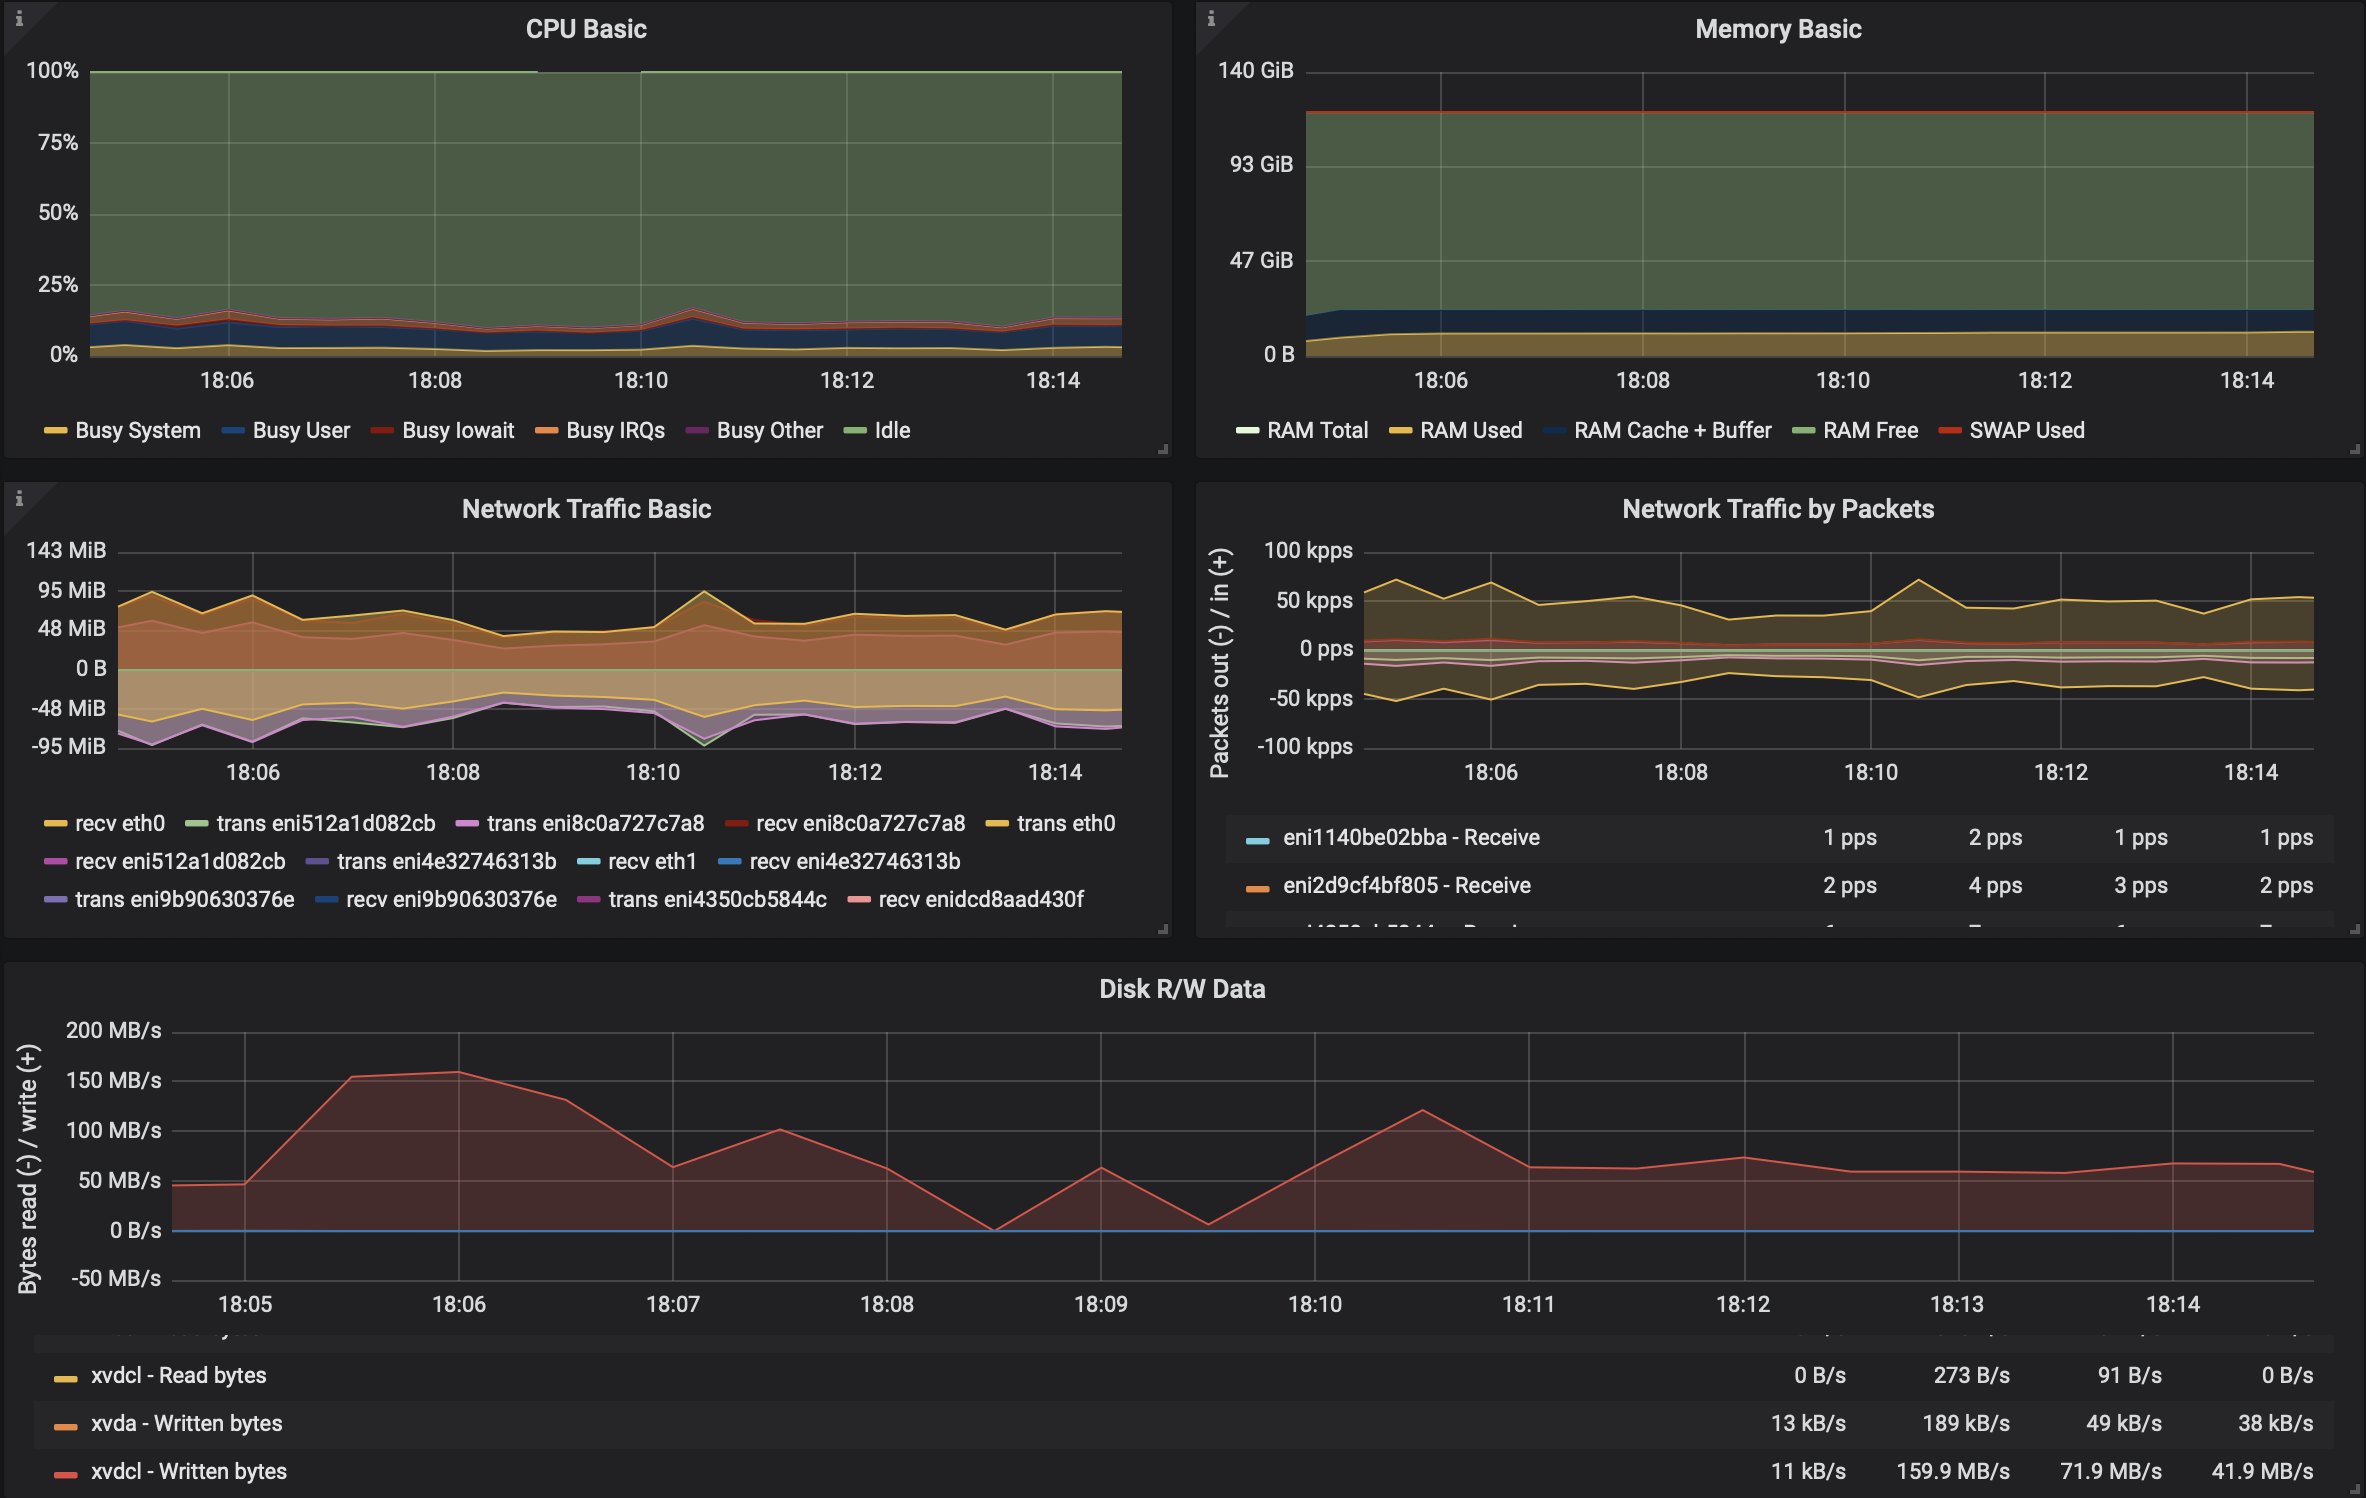 CPU Basic
100%
75%
50%
25%
0%
18:06 18:08 18:10 18:12 18:14
Busy System Busy User Busy Iowait Busy IRQs Busy Other Idle
Memory Basic
140 GiB
93 GiB
47 GiB
0 B
18:06 18:08 18:10 18:12 18:14
RAM Total RAM Used RAM Cache + Buffer RAM Free SWAP Used
Network Traffic Basic
143 MiB
95 MiB
48 MiB
0 B
-48 MiB
-95 MiB
18:06 18:08 18:10 18:12 18:14
recv eth0 trans eni512a1d082cb trans eni8c0a727c7a8 recv eni8c0a727c7a8 trans eth0
recv eni512a1d082cb trans eni4e32746313b recv eth1 recv eni4e32746313b
trans eni9b90630376e recv eni9b90630376e trans eni4350cb5844c recv enidcd8aad430f
Network Traffic by Packets
Packets out (-) / in (+)
100 kpps
50 kpps
0 pps
-50 kpps
-100 kpps
18:06 18:08 18:10 18:12 18:14
eni1140be02bba - Receive 1 pps 2 pps 1 pps 1 pps
eni2d9cf4bf805 - Receive 2 pps 4 pps 3 pps 2 pps
Disk R/W Data
Bytes read (-) / write (+)
200 MB/s
150 MB/s
100 MB/s
50 MB/s
0 B/s
-50 MB/s
18:05 18:06 18:07 18:08 18:09 18:10 18:11 18:12 18:13 18:14
xvdcl - Read bytes 0 B/s 273 B/s 91 B/s 0 B/s
xvda - Written bytes 13 kB/s 189 kB/s 49 kB/s 38 kB/s
xvdcl - Written bytes 11 kB/s 159.9 MB/s 71.9 MB/s 41.9 MB/s